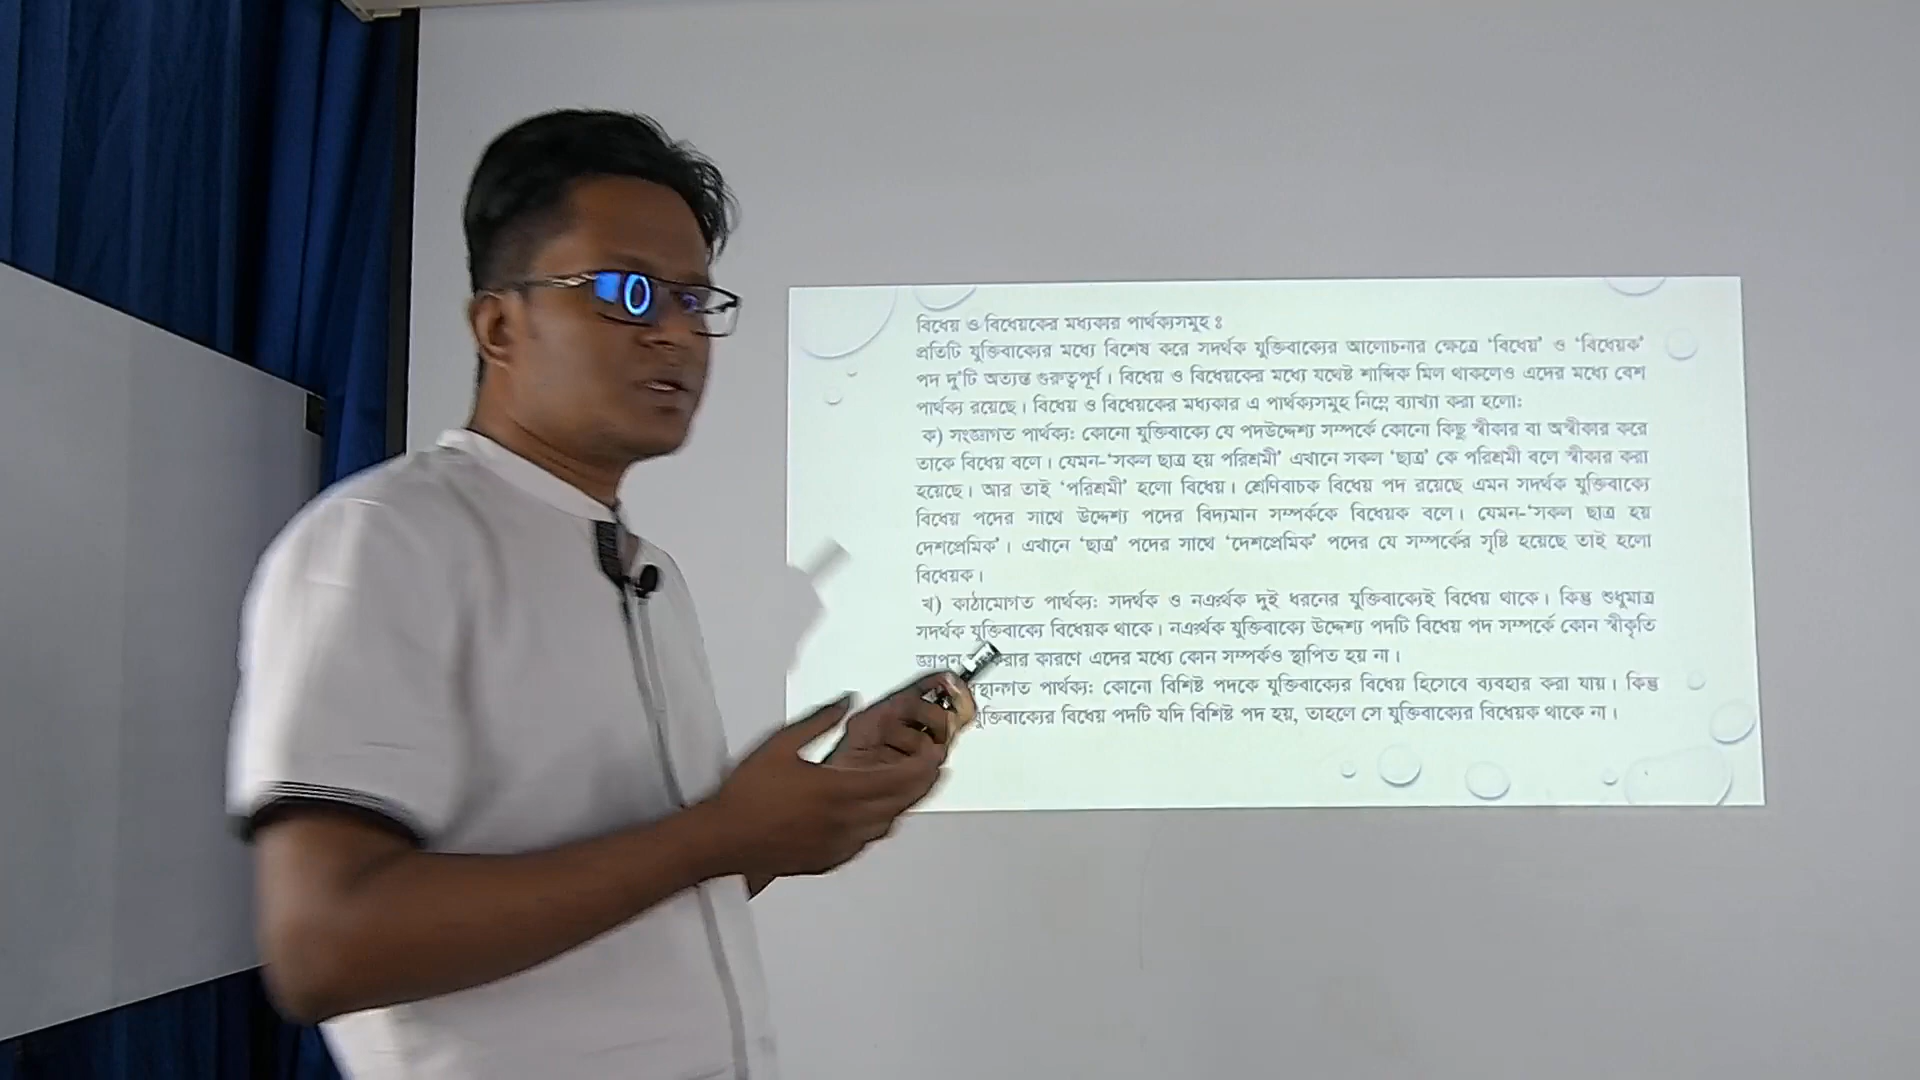 বিধেয় ও বিধেয়কের মধ্যকার পার্থক্যসমূহ ঃ
প্রতিটি যুক্তিবাক্যের মধ্যে বিশেষ করে সদর্থক যুক্তিবাক্যের আলোচনার ক্ষেত্রে ‘বিধেয়’ ও ‘বিধেয়ক’
পদ দু'টি অত্যন্ত গুরুত্বপূর্ণ। বিধেয় ও বিধেয়কের মধ্যে যথেষ্ট শাব্দিক মিল থাকলেও এদের মধ্যে বেশ
পার্থক্য রয়েছে। বিধেয় ও বিধেয়কের মধ্যকার এ পার্থক্যসমূহ নিম্নে ব্যাখ্যা করা হলো:
ক) সংজ্ঞাগত পার্থক্য: কোনো যুক্তিবাক্যে যে পদউদ্দেশ্য সম্পর্কে কোনো কিছু স্বীকার বা অস্বীকার করে
তাকে বিধেয় বলে। যেমন-‘সকল ছাত্র হয় পরিশ্রমী’ এখানে সকল ‘ছাত্র’ কে পরিশ্রমী বলে স্বীকার করা
হয়েছে। আর তাই ‘পরিশ্রমী’ হলো বিধেয়। শ্রেণিবাচক বিধেয় পদ রয়েছে এমন সদর্থক যুক্তিবাক্যে
বিধেয় পদের সাথে উদ্দেশ্য পদের বিদ্যমান সম্পর্ককে বিধেয়ক বলে। যেমন-‘সকল ছাত্র হয়
দেশপ্রেমিক’। এখানে ‘ছাত্র’ পদের সাথে ‘দেশপ্রেমিক’ পদের যে সম্পর্কের সৃষ্টি হয়েছে তাই হলো
বিধেয়ক।
খ) কাঠামোগত পার্থক্য: সদর্থক ও নঞর্থক দুই ধরনের যুক্তিবাক্যেই বিধেয় থাকে। কিন্তু শুধুমাত্র
সদর্থক যুক্তিবাক্যে বিধেয়ক থাকে। নঞর্থক যুক্তিবাক্যে উদ্দেশ্য পদটি বিধেয় পদ সম্পর্কে কোন স্বীকৃতি
জ্ঞাপন করার কারণে এদের মধ্যে কোন সম্পর্কও স্থাপিত হয় না।
স্থানগত পার্থক্য: কোনো বিশিষ্ট পদকে যুক্তিবাক্যের বিধেয় হিসেবে ব্যবহার করা যায়। কিন্তু
যুক্তিবাক্যের বিধেয় পদটি যদি বিশিষ্ট পদ হয়, তাহলে সে যুক্তিবাক্যের বিধেয়ক থাকে না।